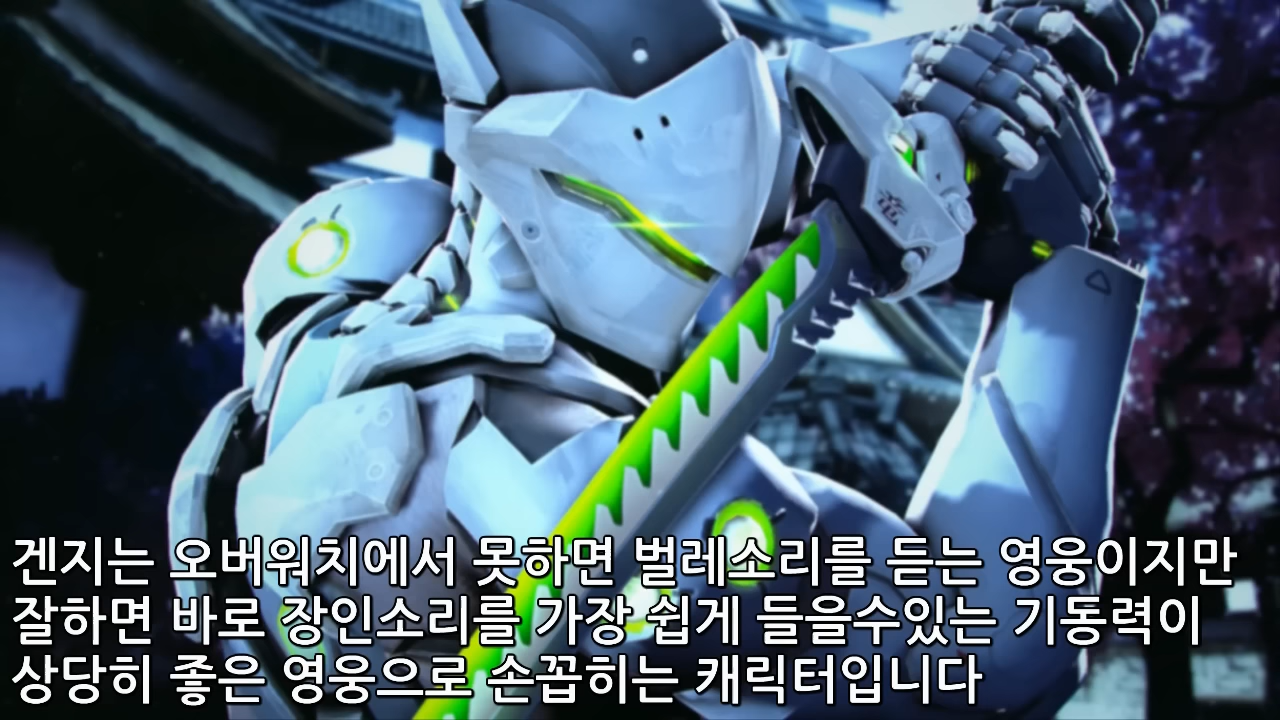 겐지는 오버워치에서 못하면 벌레소리를 듣는 영웅이지만
잘하면 바로 장인소리를 가장 쉽게 들을수있는 기동력이
상당히 좋은 영웅으로 손꼽히는 캐릭터입니다